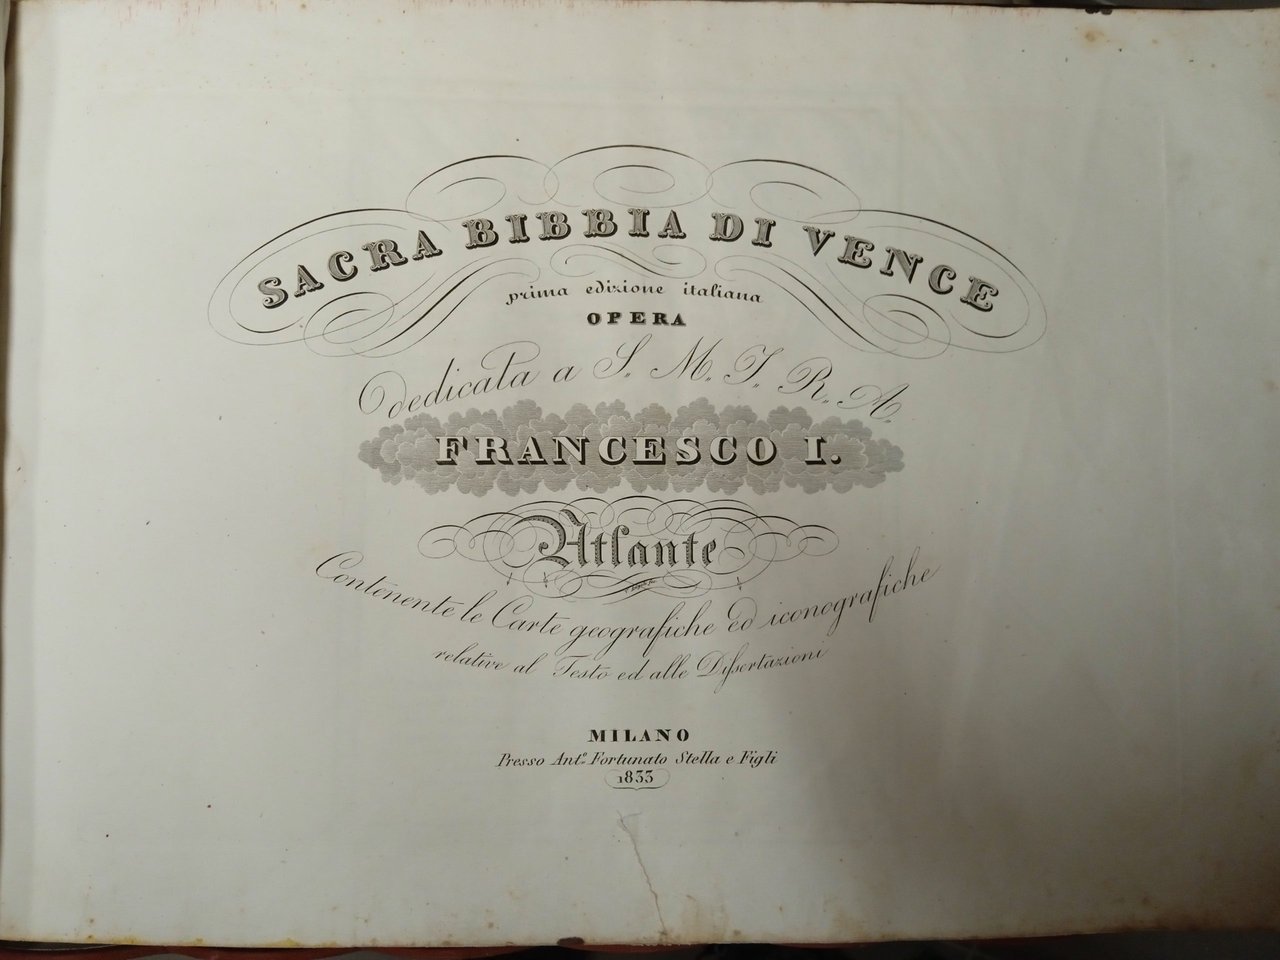 SACRA BIBBIA DI VENCE
prima edizione italiana
OPERA
dedicata a S. M. I. R. A.
FRANCESCO I.
Atlante
Contenente le Carte geografiche ed iconografiche
relative al Testo ed alle Dissertazioni
MILANO
Presso Ant.º Fortunato Stella e Figli
1833